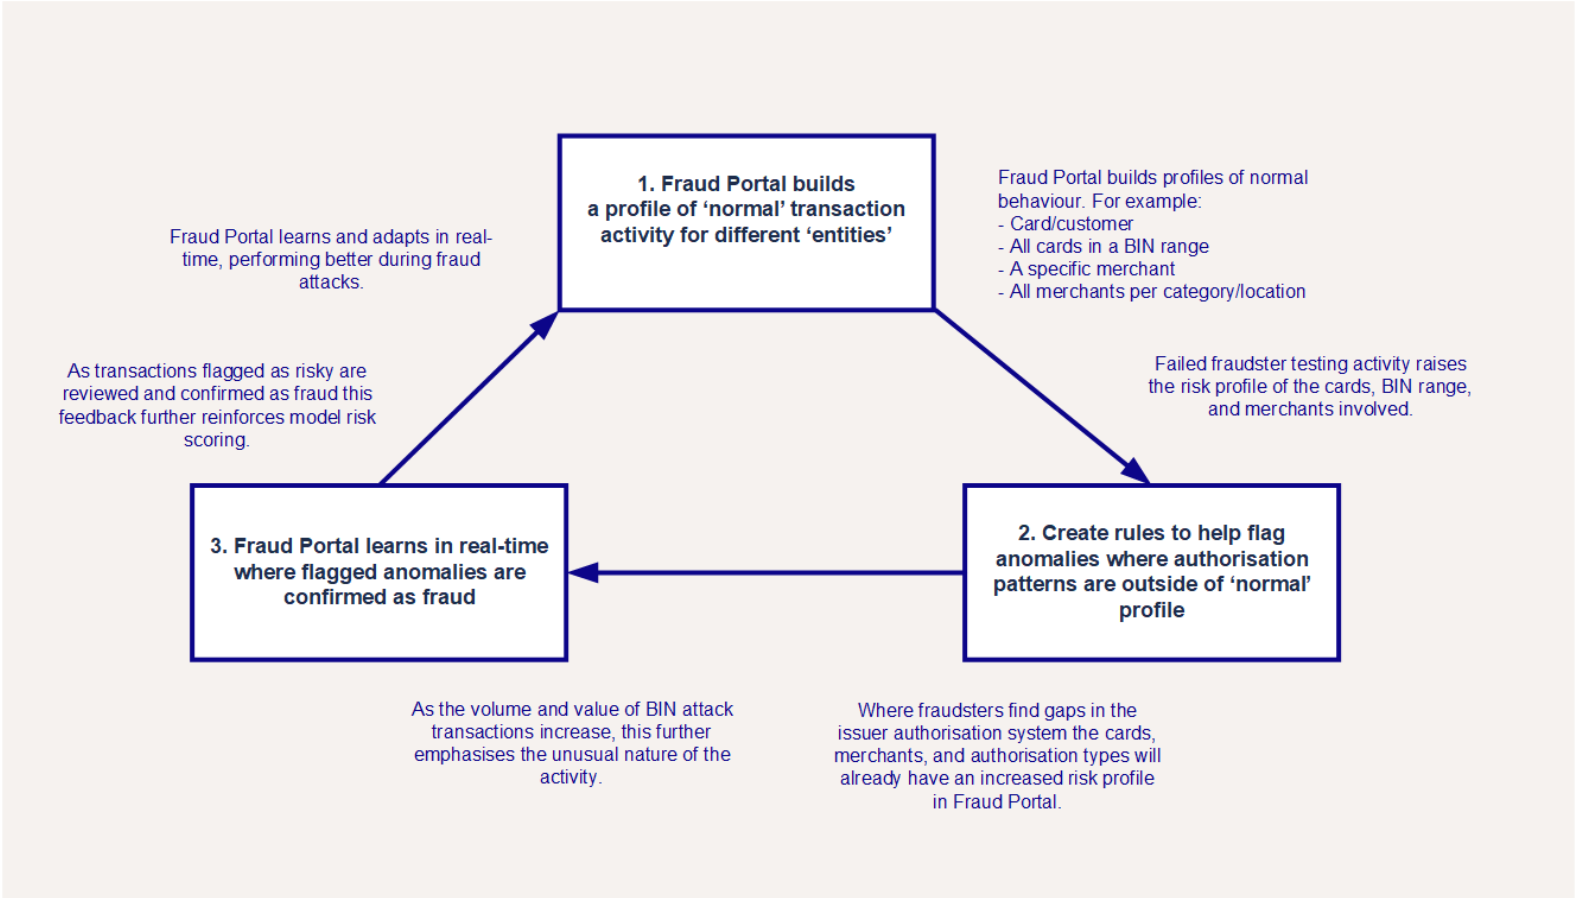 1. Fraud Portal builds
a profile of ‘normal’ transaction
activity for different ‘entities’
Fraud Portal builds profiles of normal
behaviour. For example:
- Card/customer
- All cards in a BIN range
- A specific merchant
- All merchants per category/location
Failed fraudster testing activity raises
the risk profile of the cards, BIN range,
and merchants involved.
2. Create rules to help flag
anomalies where authorisation
patterns are outside of ‘normal’
profile
Where fraudsters find gaps in the
issuer authorisation system the cards,
merchants, and authorisation types will
already have an increased risk profile
in Fraud Portal.
As the volume and value of BIN attack
transactions increase, this further
emphasises the unusual nature of the
activity.
3. Fraud Portal learns in real-time
where flagged anomalies are
confirmed as fraud
As transactions flagged as risky are
reviewed and confirmed as fraud this
feedback further reinforces model risk
scoring.
Fraud Portal learns and adapts in real-
time, performing better during fraud
attacks.